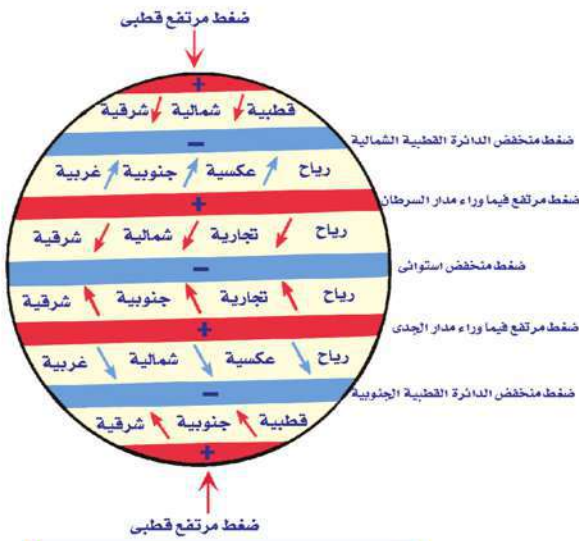 ضغط مرتفع قطبى
+
قطبية شمالية شرقية
ضغط منخفض الدائرة القطبية الشمالية
-
رياح عكسية جنوبية غربية
ضغط مرتفع فيما وراء مدار السرطان
+
رياح تجارية شمالية شرقية
ضغط منخفض استوائى
-
رياح تجارية جنوبية شرقية
ضغط مرتفع فيما وراء مدار الجدى
+
رياح عكسية شمالية غربية
ضغط منخفض الدائرة القطبية الجنوبية
-
قطبية جنوبية شرقية
+
ضغط مرتفع قطبى